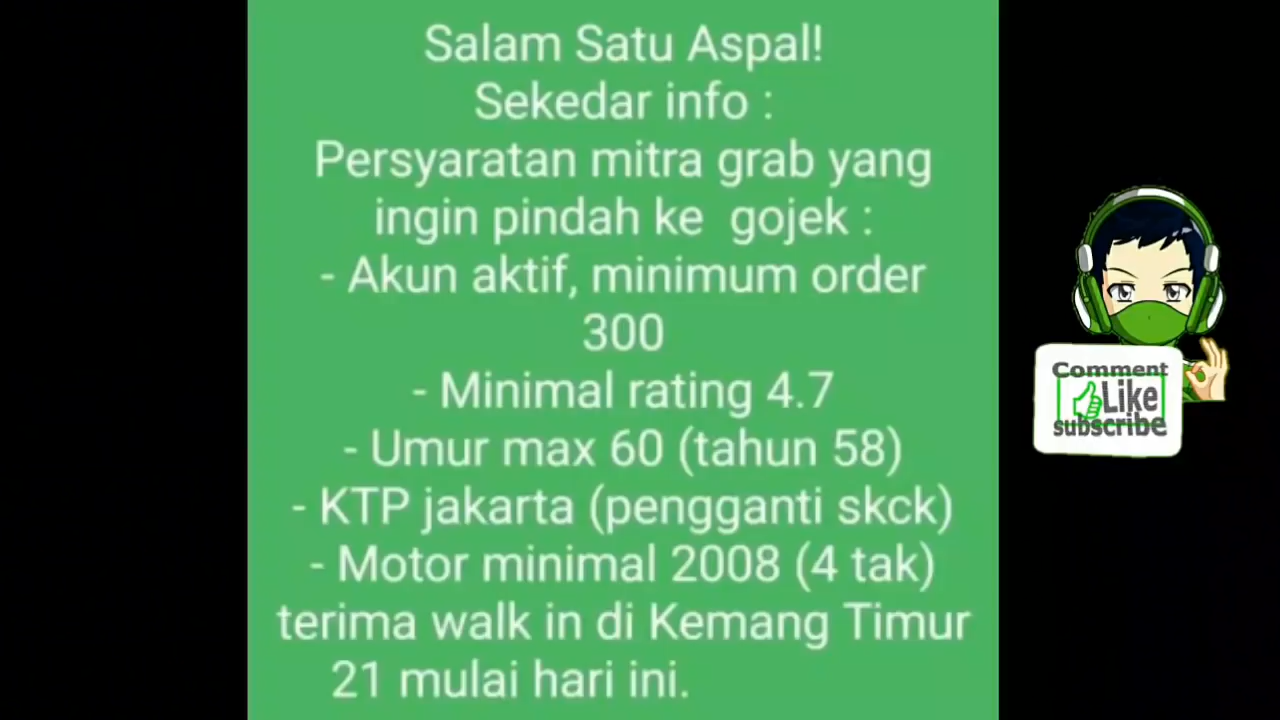 Salam Satu Aspal!
Sekedar info :
Persyaratan mitra grab yang
ingin pindah ke  gojek :
- Akun aktif, minimum order
300
- Minimal rating 4.7
- Umur max 60 (tahun 58)
- KTP jakarta (pengganti skck)
- Motor minimal 2008 (4 tak)
terima walk in di Kemang Timur
21 mulai hari ini.
Comment
Like
subscribe